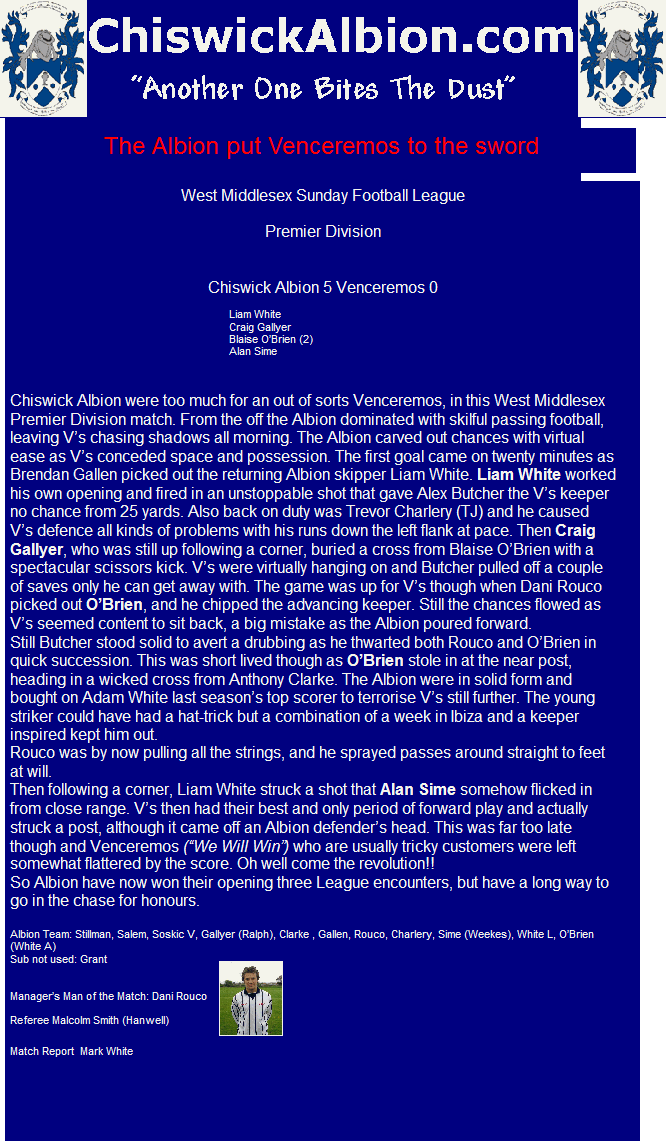 ChiswickAlbion.com
“Another One Bites The Dust”
The Albion put Venceremos to the sword
West Middlesex Sunday Football League
Premier Division
Chiswick Albion 5 Venceremos 0
Liam White
Craig Gallyer
Blaise O'Brien (2)
Alan Sime
Chiswick Albion were too much for an out of sorts Venceremos, in this West Middlesex
Premier Division match. From the off the Albion dominated with skilful passing football,
leaving V’s chasing shadows all morning. The Albion carved out chances with virtual
ease as V’s conceded space and possession. The first goal came on twenty minutes as
Brendan Gallen picked out the returning Albion skipper Liam White. Liam White worked
his own opening and fired in an unstoppable shot that gave Alex Butcher the V’s keeper
no chance from 25 yards. Also back on duty was Trevor Charlery (TJ) and he caused
V’s defence all kinds of problems with his runs down the left flank at pace. Then Craig
Gallyer, who was still up following a corner, buried a cross from Blaise O’Brien with a
spectacular scissors kick. V’s were virtually hanging on and Butcher pulled off a couple
of saves only he can get away with. The game was up for V’s though when Dani Rouco
picked out O’Brien, and he chipped the advancing keeper. Still the chances flowed as
V’s seemed content to sit back, a big mistake as the Albion poured forward.
Still Butcher stood solid to avert a drubbing as he thwarted both Rouco and O’Brien in
quick succession. This was short lived though as O’Brien stole in at the near post,
heading in a wicked cross from Anthony Clarke. The Albion were in solid form and
bought on Adam White last season’s top scorer to terrorise V’s still further. The young
striker could have had a hat-trick but a combination of a week in Ibiza and a keeper
inspired kept him out.
Rouco was by now pulling all the strings, and he sprayed passes around straight to feet
at will.
Then following a corner, Liam White struck a shot that Alan Sime somehow flicked in
from close range. V’s then had their best and only period of forward play and actually
struck a post, although it came off an Albion defender’s head. This was far too late
though and Venceremos (“We Will Win”) who are usually tricky customers were left
somewhat flattered by the score. Oh well come the revolution!!
So Albion have now won their opening three League encounters, but have a long way to
go in the chase for honours.
Albion Team: Stillman, Salem, Soskic V, Gallyer (Ralph), Clarke , Gallen, Rouco, Charlery, Sime (Weekes), White L, O'Brien
(White A)
Sub not used: Grant
Manager's Man of the Match: Dani Rouco
Referee Malcolm Smith (Hanwell)
Match Report  Mark White